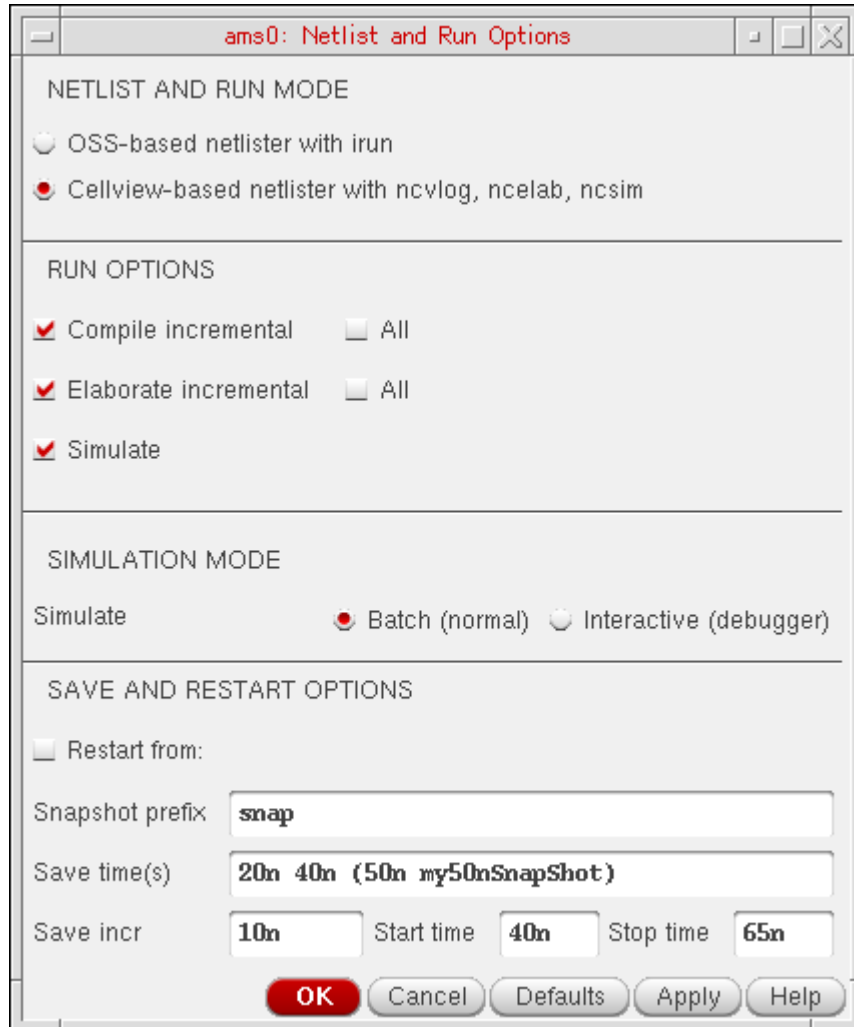 ams0: Netlist and Run Options
NETLIST AND RUN MODE
OSS-based netlister with irun
Cellview-based netlister with ncvlog, ncelab, ncsim
RUN OPTIONS
Compile incremental All
Elaborate incremental All
Simulate
SIMULATION MODE
Simulate Batch (normal) Interactive (debugger)
SAVE AND RESTART OPTIONS
Restart from:
Snapshot prefix snap
Save time(s) 20n 40n (50n my50nSnapShot)
Save incr 10n Start time 40n Stop time 65n
OK Cancel Defaults Apply Help